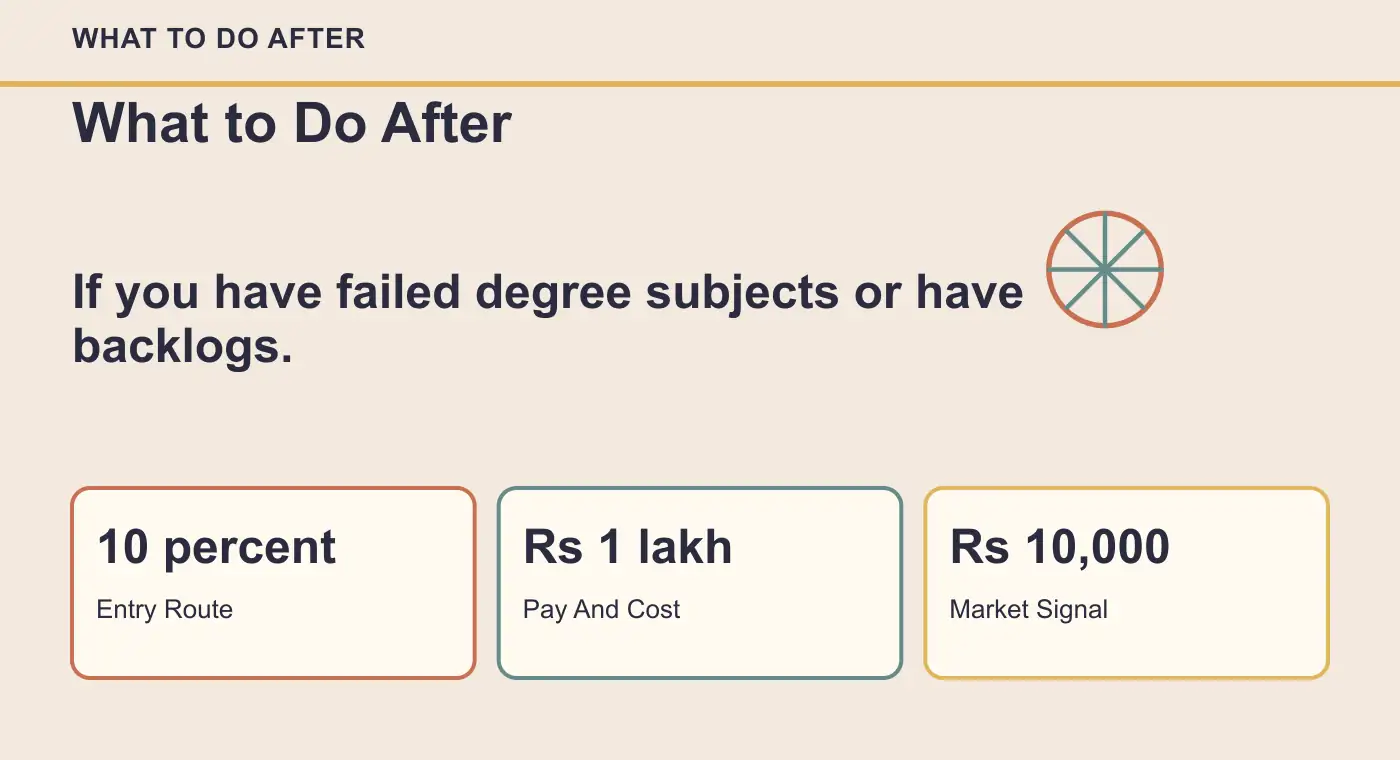 WHAT TO DO AFTER
What to Do After
If you have failed degree subjects or have
backlogs.
10 percent
Entry Route
Rs 1 lakh
Pay And Cost
Rs 10,000
Market Signal